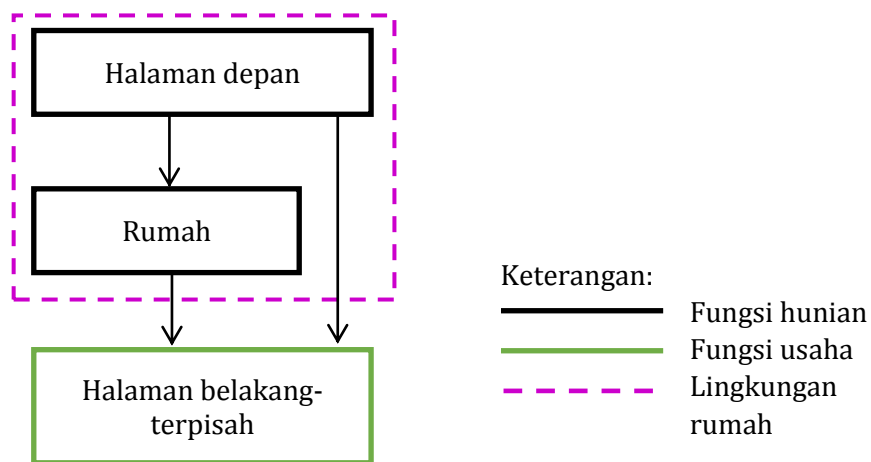 Halaman depan
Rumah
Halaman belakang-
terpisah
Keterangan:
Fungsi hunian
Fungsi usaha
Lingkungan
rumah